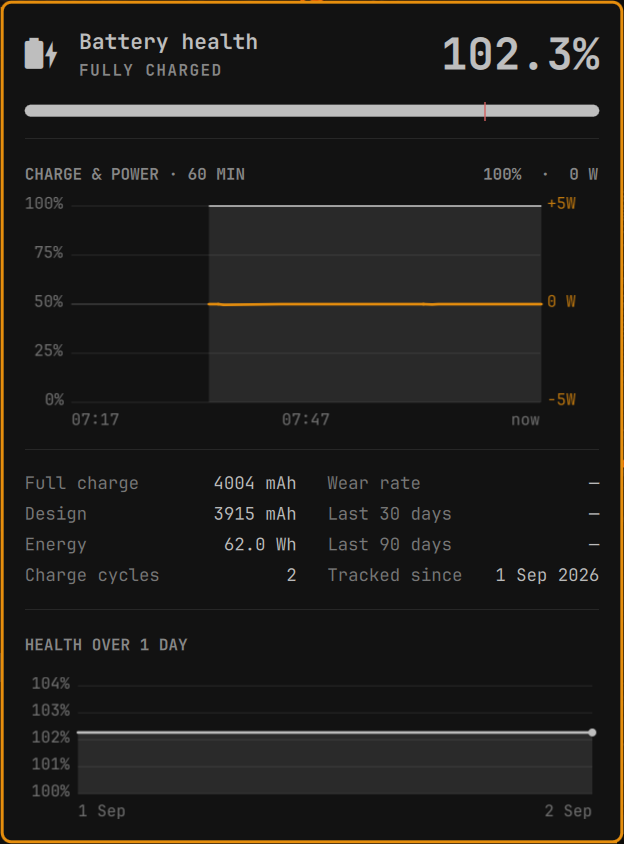 Battery health
FULLY CHARGED
102.3%
CHARGE & POWER · 60 MIN
100% · 0 W
100%
75%
50%
25%
0%
+5W
0 W
-5W
07:17
07:47
now
Full charge 4004 mAh
Wear rate —
Design 3915 mAh
Last 30 days —
Energy 62.0 Wh
Last 90 days —
Charge cycles 2
Tracked since 1 Sep 2026
HEALTH OVER 1 DAY
104%
103%
102%
101%
100%
1 Sep
2 Sep